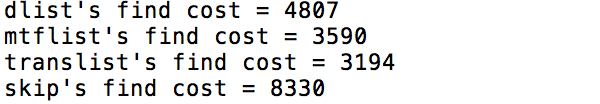 dlist's find cost = 4807
mtflist's find cost = 3590
translist's find cost = 3194
skip's find cost = 8330